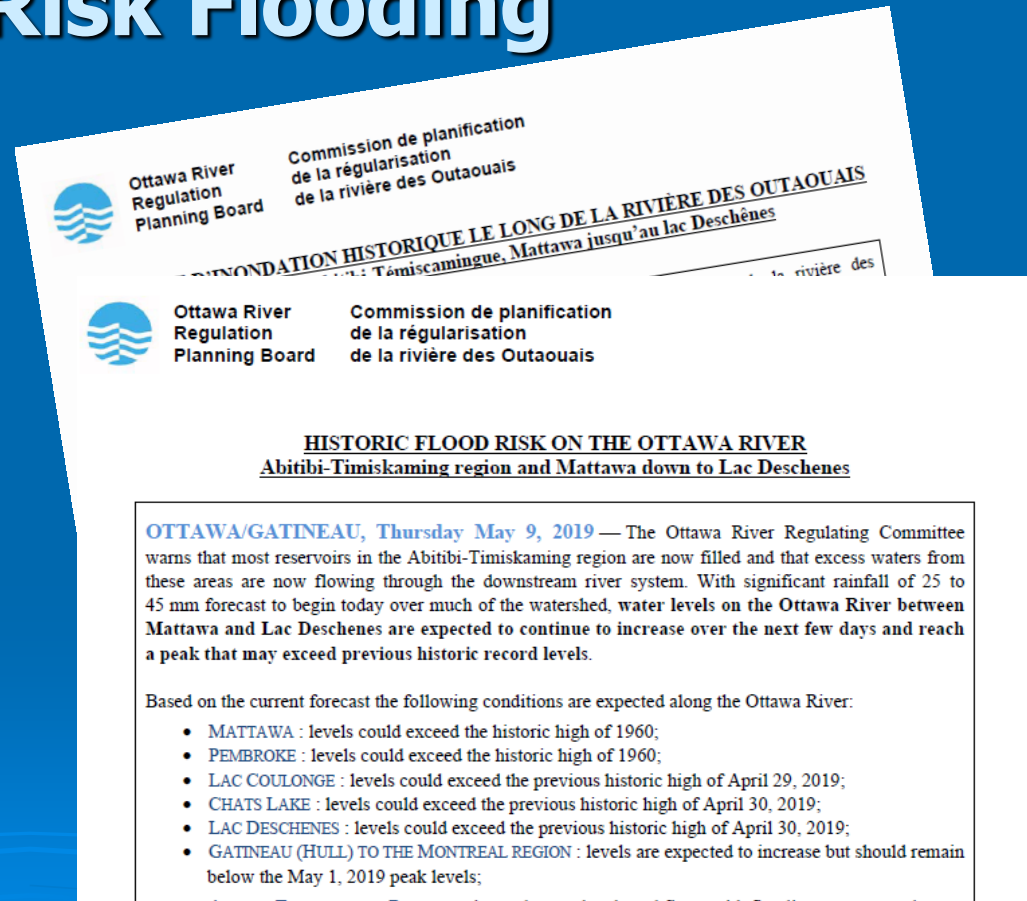 Risk Flooding
Ottawa River
Regulation
Planning Board
Commission de planification
de la régularisation
de la rivière des Outaouais
D'INONDATION HISTORIQUE LE LONG DE LA RIVIÈRE DES OUTAOUAIS
Témiscamingue, Mattawa jusqu'au lac Deschênes
la rivière des
Ottawa River
Regulation
Planning Board
Commission de planification
de la régularisation
de la rivière des Outaouais
HISTORIC FLOOD RISK ON THE OTTAWA RIVER
Abitibi-Timiskaming region and Mattawa down to Lac Deschenes
OTTAWA/GATINEAU, Thursday May 9, 2019 — The Ottawa River Regulating Committee
warns that most reservoirs in the Abitibi-Timiskaming region are now filled and that excess waters from
these areas are now flowing through the downstream river system. With significant rainfall of 25 to
45 mm forecast to begin today over much of the watershed, water levels on the Ottawa River between
Mattawa and Lac Deschenes are expected to continue to increase over the next few days and reach
a peak that may exceed previous historic record levels.
Based on the current forecast the following conditions are expected along the Ottawa River:
• MATTAWA : levels could exceed the historic high of 1960;
• PEMBROKE : levels could exceed the historic high of 1960;
• LAC COULONGE : levels could exceed the previous historic high of April 29, 2019;
• CHATS LAKE : levels could exceed the previous historic high of April 30, 2019;
• LAC DESCHENES : levels could exceed the previous historic high of April 30, 2019;
• GATINEAU (HULL) TO THE MONTREAL REGION : levels are expected to increase but should remain
below the May 1, 2019 peak levels;